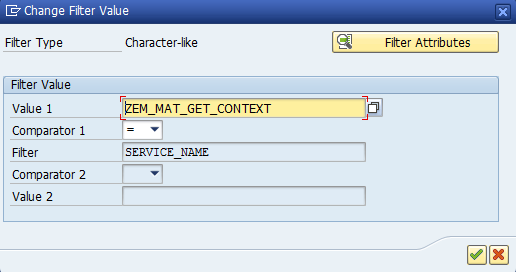 Change Filter Value
Filter Type Character-like Filter Attributes
Filter Value
Value 1 ZEM_MAT_GET_CONTEXT
Comparator 1 =
Filter SERVICE_NAME
Comparator 2
Value 2